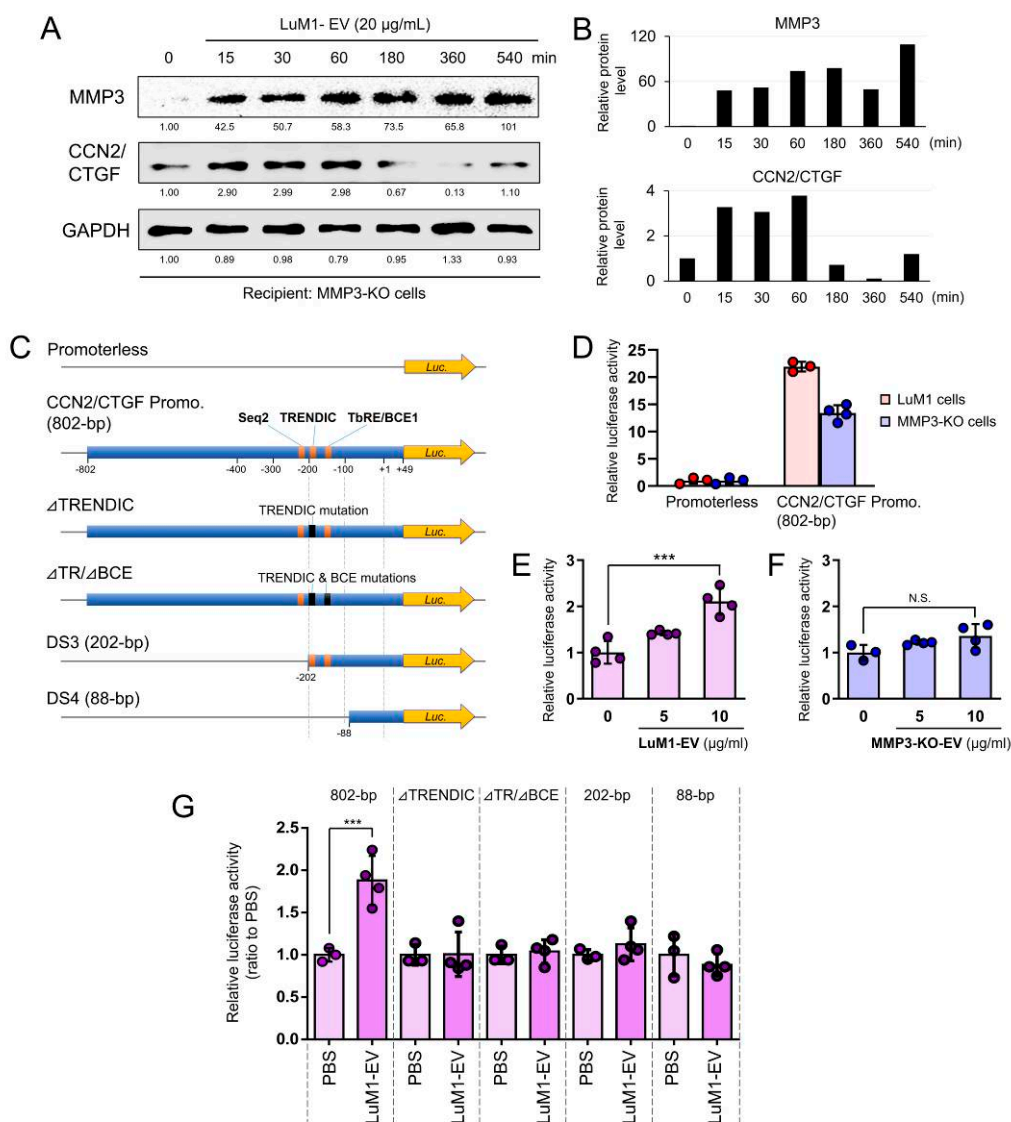 A
LuM1- EV (20 µg/mL)
0 15 30 60 180 360 540 min
MMP3
1.00 42.5 50.7 58.3 73.5 65.8 101
CCN2/
CTGF
1.00 2.90 2.99 2.98 0.67 0.13 1.10
GAPDH
1.00 0.89 0.98 0.79 0.95 1.33 0.93
Recipient: MMP3-KO cells
B
MMP3
Relative protein
level
120
60
0
0 15 30 60 180 360 540 (min)
CCN2/CTGF
Relative protein
level
4
2
0
0 15 30 60 180 360 540 (min)
C
Promoterless
Luc.
CCN2/CTGF Promo.
(802-bp)
Seq2 TRENDIC TbRE/BCE1
Luc.
-802 -400 -300 -200 -100 +1 +49
⊿TRENDIC
TRENDIC mutation
Luc.
⊿TR/⊿BCE
TRENDIC & BCE mutations
Luc.
DS3 (202-bp)
Luc.
-202
DS4 (88-bp)
Luc.
-88
D
Relative luciferase activity
25
20
15
10
5
0
LuM1 cells
MMP3-KO cells
Promoterless CCN2/CTGF Promo.
(802-bp)
E
Relative luciferase activity
3
2
1
0
***
0 5 10
LuM1-EV (µg/ml)
F
Relative luciferase activity
3
2
1
0
N.S.
0 5 10
MMP3-KO-EV (µg/ml)
G
802-bp ⊿TRENDIC ⊿TR/⊿BCE 202-bp 88-bp
Relative luciferase activity
(ratio to PBS)
2.5
2.0
1.5
1.0
0.5
0.0
***
PBS LuM1-EV PBS LuM1-EV PBS LuM1-EV PBS LuM1-EV PBS LuM1-EV